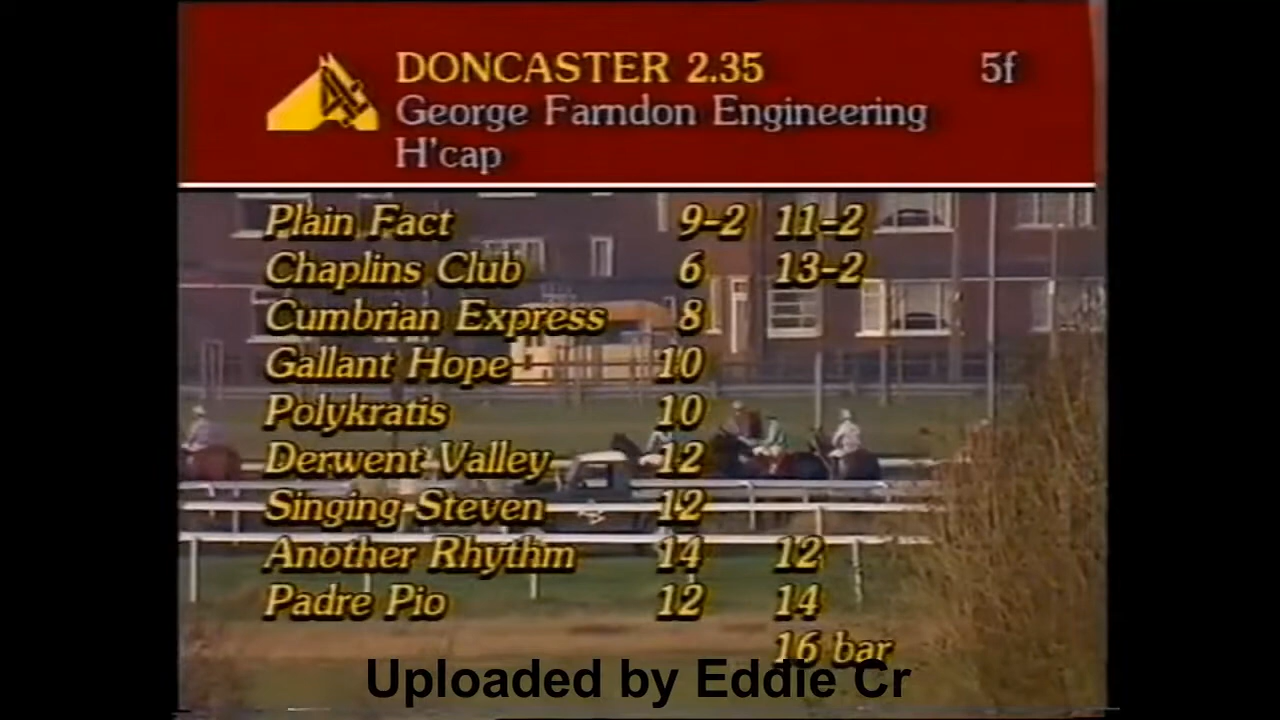 DONCASTER 2.35 5f
George Farndon Engineering
H'cap
Plain Fact 9-2 11-2
Chaplins Club 6 13-2
Cumbrian Express 8
Gallant Hope 10
Polykratis 10
Derwent Valley 12
Singing Steven 12
Another Rhythm 14 12
Padre Pio 12 14
16 bar
Uploaded by Eddie Cr